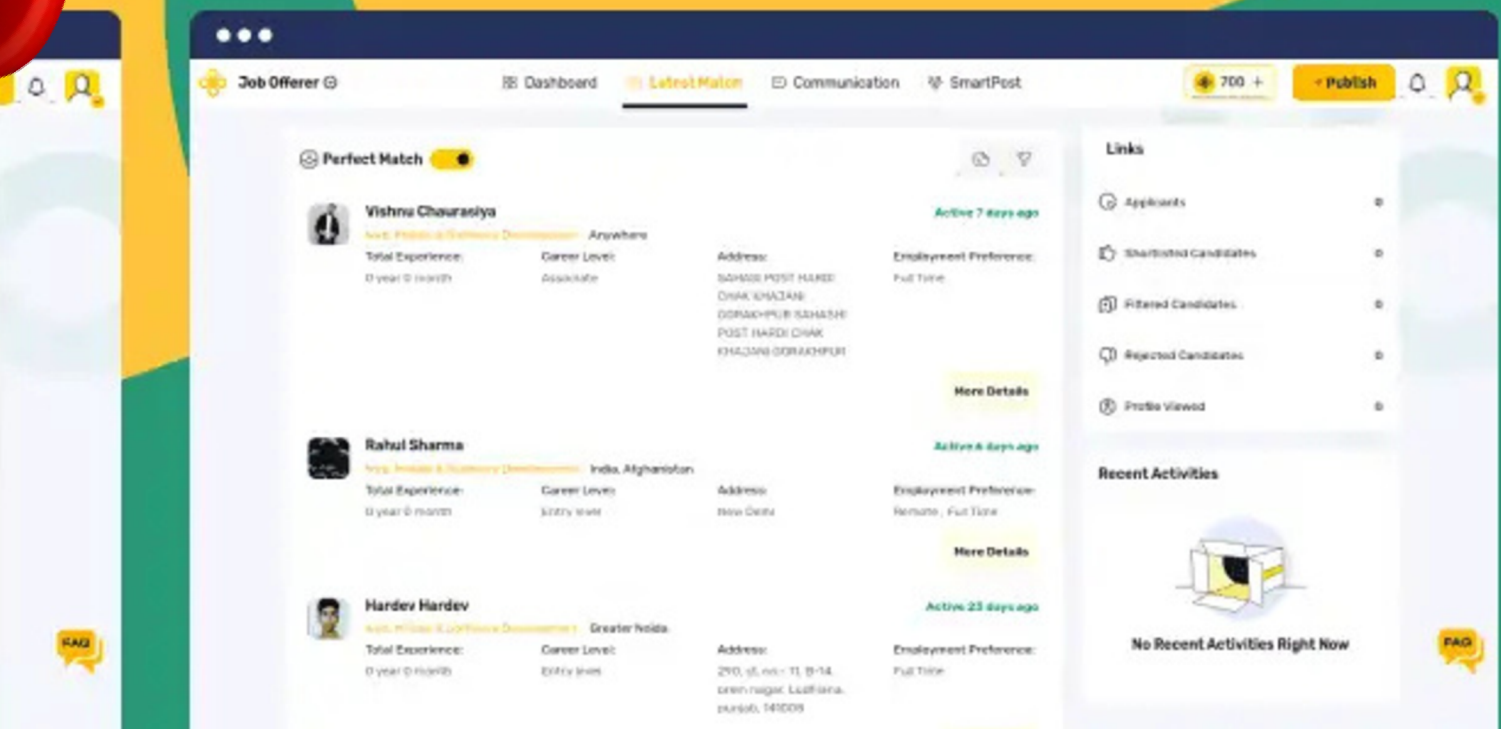 Job Offerer
Dashboard
Latest Match
Communication
SmartPost
700 +
Publish
Perfect Match
Vishnu Chaurasiya
Active 7 days ago
Anywhere
Total Experience:
Career Level:
Address:
Employment Preference:
0 year 0 month
Associate
Full Time
POST HARDI CHAK
KHAJANI GORAKHPUR
More Details
Rahul Sharma
Active 6 days ago
India, Afghanistan
Total Experience:
Career Level:
Address:
Employment Preference:
0 year 0 month
Entry level
New Delhi
Remote, Full Time
More Details
Hardev Hardev
Active 23 days ago
Greater Noida
Total Experience:
Career Level:
Address:
Employment Preference:
0 year 0 month
Entry level
Full Time
Links
Applicants 0
Shortlisted Candidates 0
Filtered Candidates 0
Rejected Candidates 0
Profile Viewed 0
Recent Activities
No Recent Activities Right Now
FAQ
FAQ